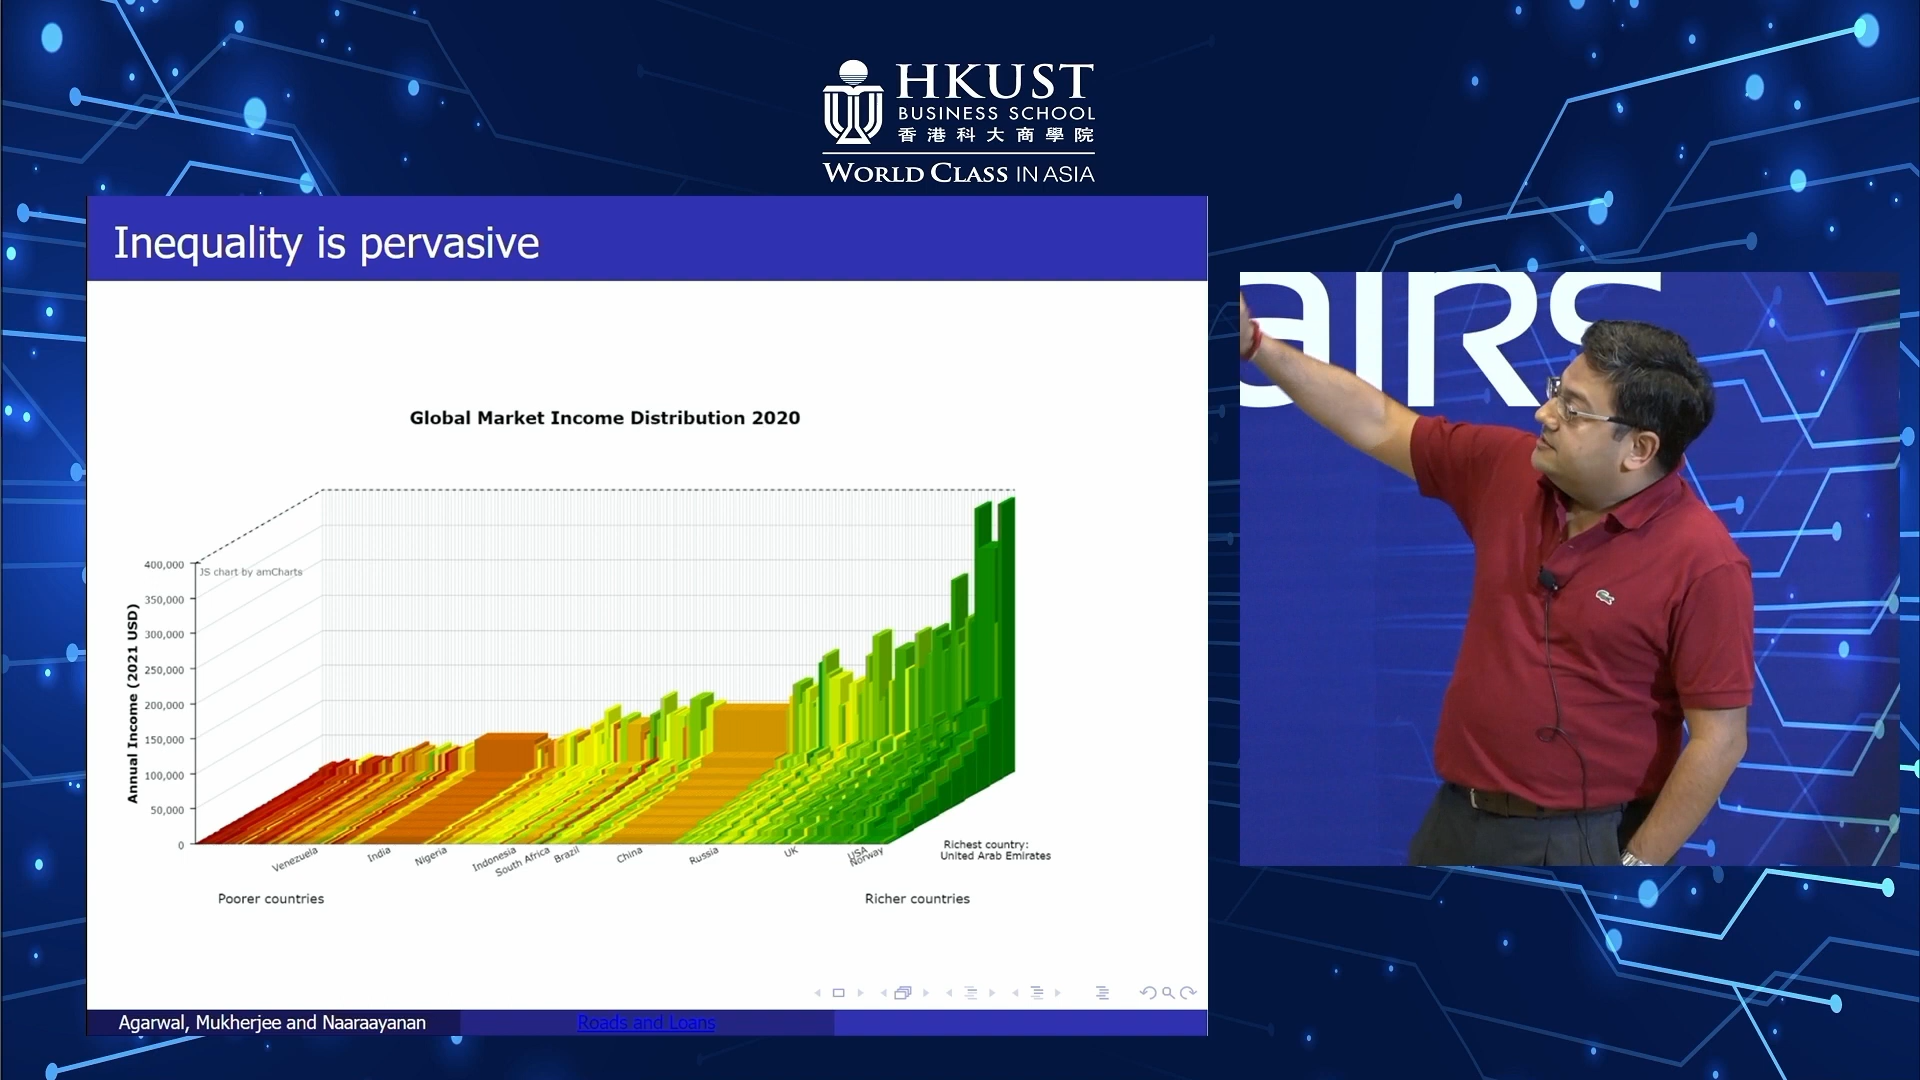 HKUST
BUSINESS SCHOOL
香港科大商學院
WORLD CLASS IN ASIA
Inequality is pervasive
Global Market Income Distribution 2020
JS chart by amCharts
Annual Income (2021 USD)
400,000
350,000
300,000
250,000
200,000
150,000
100,000
50,000
0
Venezuela
India
Nigeria
Indonesia
South Africa
Brazil
China
Russia
UK
USA
Norway
Richest country:
United Arab Emirates
Poorer countries
Richer countries
Agarwal, Mukherjee and Naaraayanan
Roads and Loans